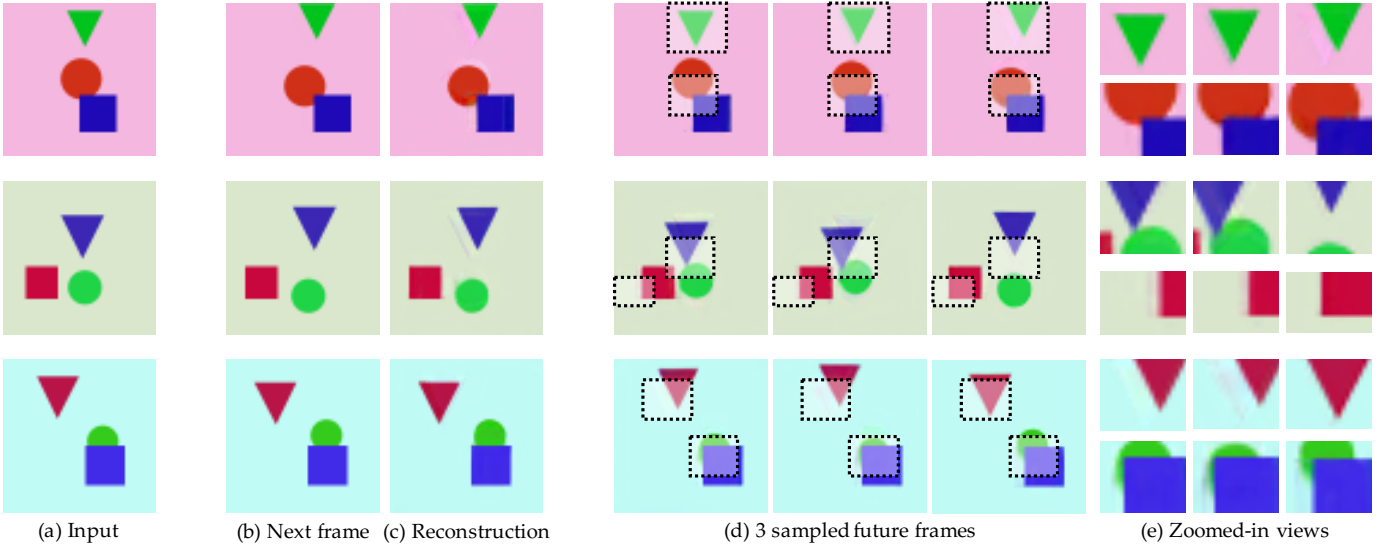 (a) Input
(b) Next frame
(c) Reconstruction
(d) 3 sampled future frames
(e) Zoomed-in views